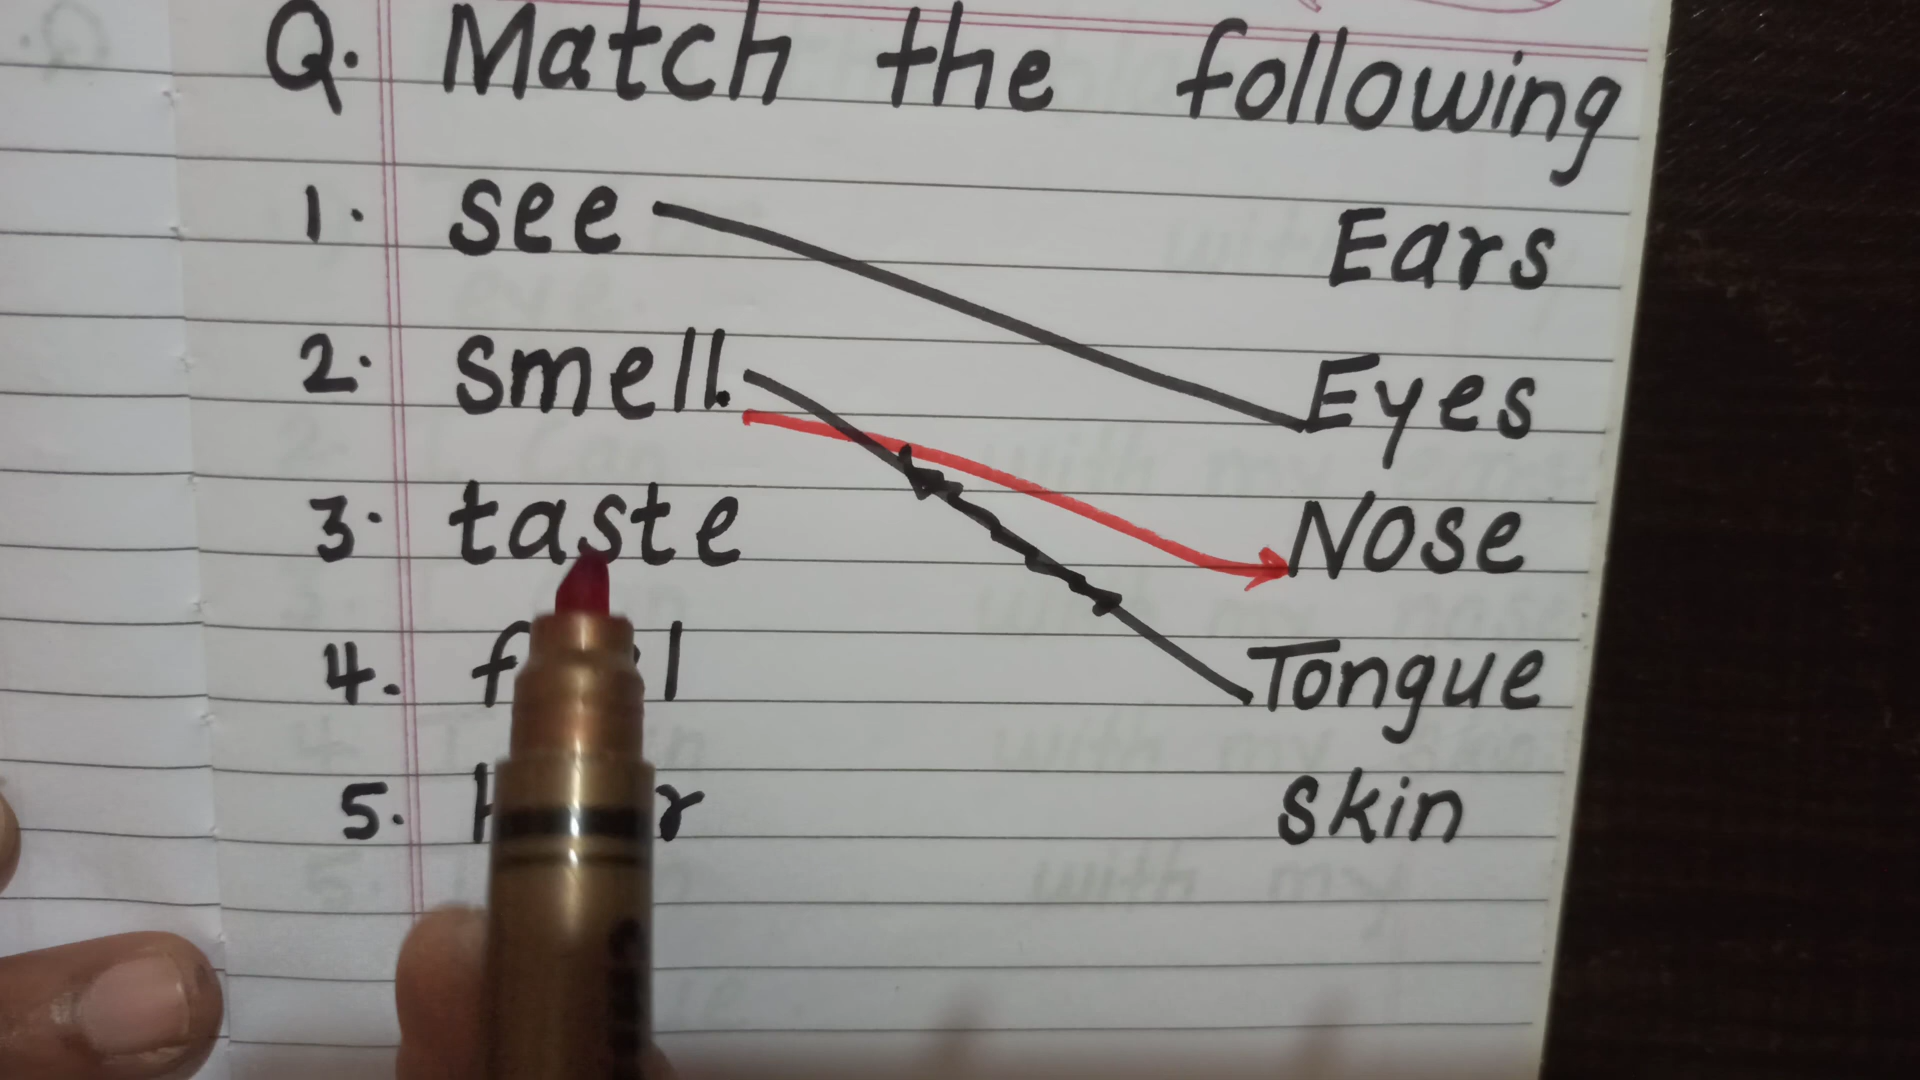 Q. Match the following
1. see Ears
2. smell. Eyes
3. taste Nose
4. Tongue
5. skin